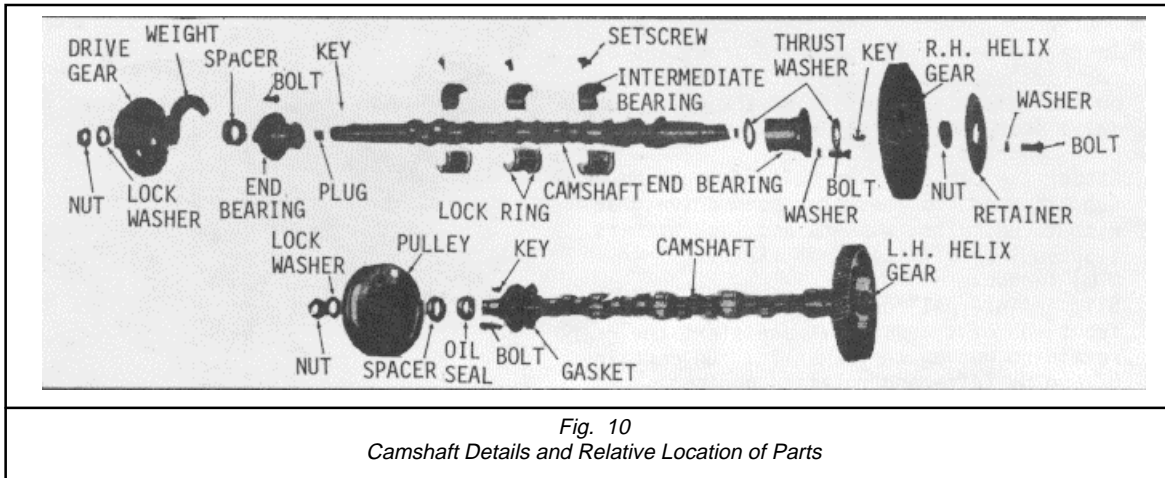 DRIVE
GEAR
WEIGHT
SPACER
BOLT
KEY
SETSCREW
INTERMEDIATE
BEARING
THRUST
WASHER
KEY
R.H. HELIX
GEAR
WASHER
BOLT
NUT
LOCK
WASHER
END
BEARING
PLUG
LOCK RING
CAMSHAFT
END BEARING
WASHER
BOLT
NUT
RETAINER
LOCK
WASHER
PULLEY
KEY
CAMSHAFT
L.H. HELIX
GEAR
NUT
SPACER
OIL
SEAL
BOLT
GASKET
Fig. 10
Camshaft Details and Relative Location of Parts